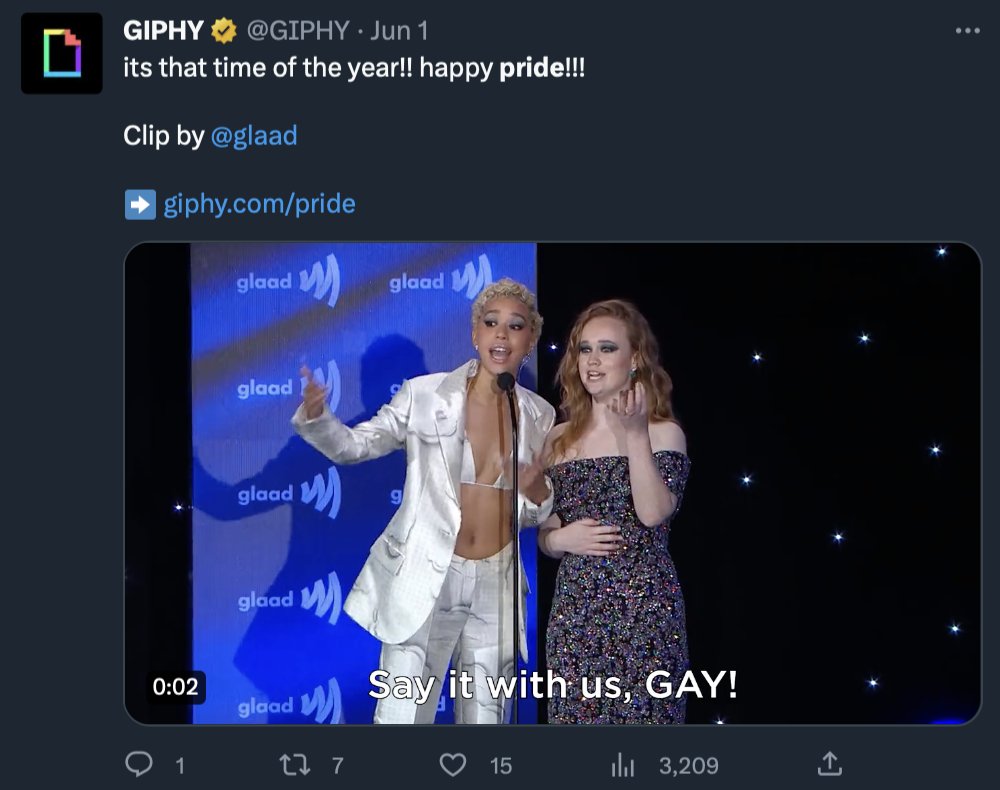 GIPHY @GIPHY · Jun 1
its that time of the year!! happy pride!!!
Clip by @glaad
➡️ giphy.com/pride
glaad glaad
glaad g
glaad g
glaad
glaad d
0:02
Say it with us, GAY!
1 7 15 3,209